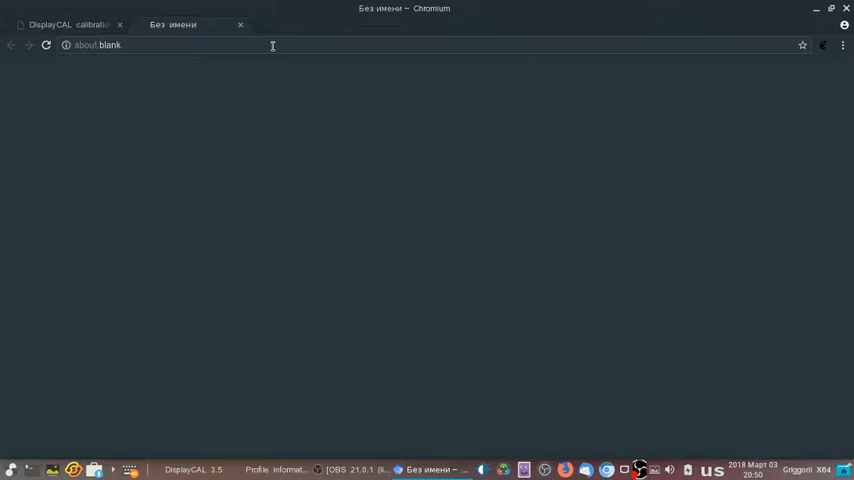 Без имени – Chromium
DisplayCAL calibratio
Без имени
about:blank
DisplayCAL 3.5
Profile informat...
[OBS 21.0.1 (li...
Без имени – ...
us
2018 Март 03
20:50
Griggorii X64